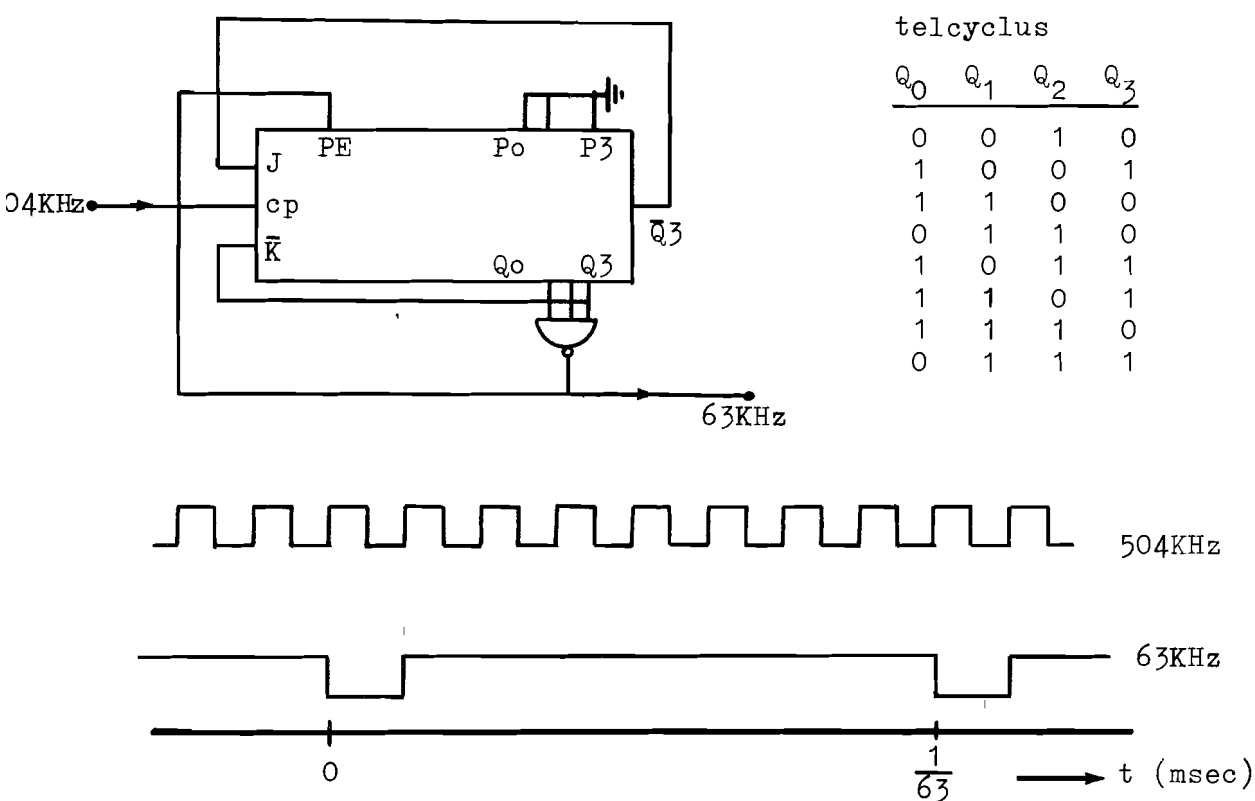 telcyclus
Q0 Q1 Q2 Q3
0 0 1 0
1 0 0 1
1 1 0 0
0 1 1 0
1 0 1 1
1 1 0 1
1 1 1 0
0 1 1 1
PE Po P3
J
04KHz cp
Q̅3
K̅
Qo Q3
63KHz
504KHz
63KHz
0 1/63 t (msec)